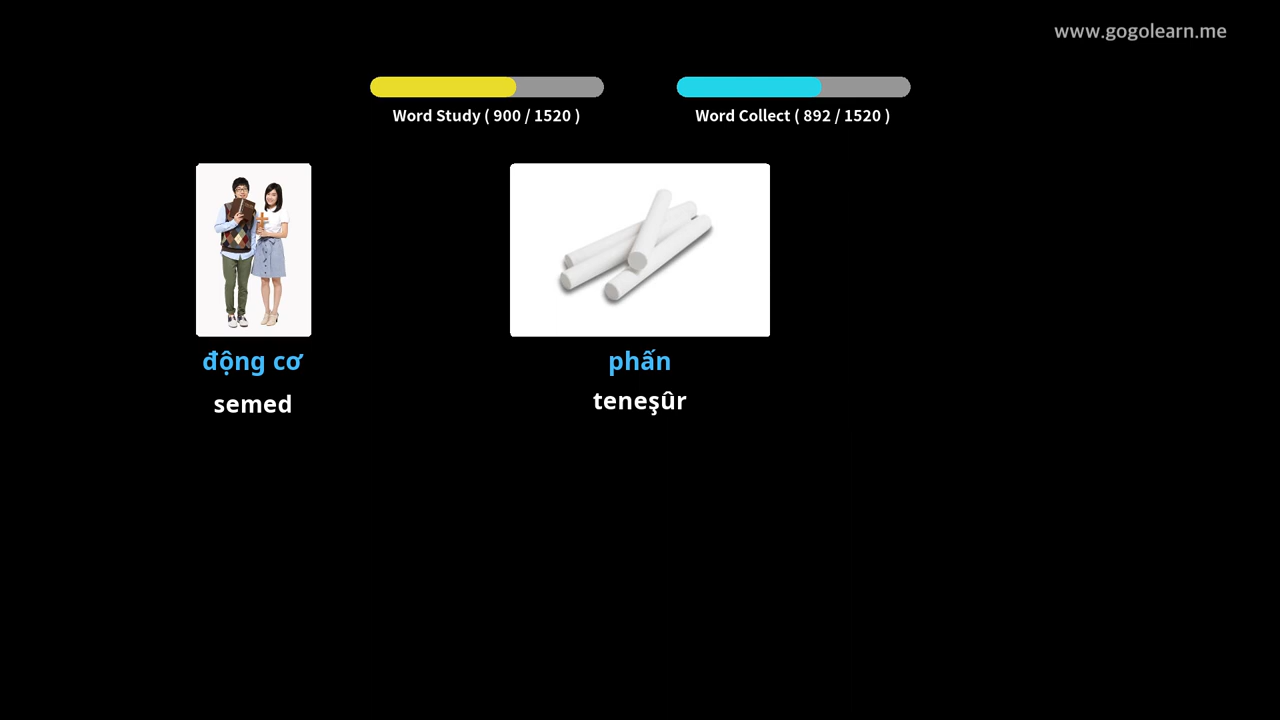 www.gogolearn.me
Word Study ( 900 / 1520 )
Word Collect ( 892 / 1520 )
động cơ
semed
phấn
teneşûr